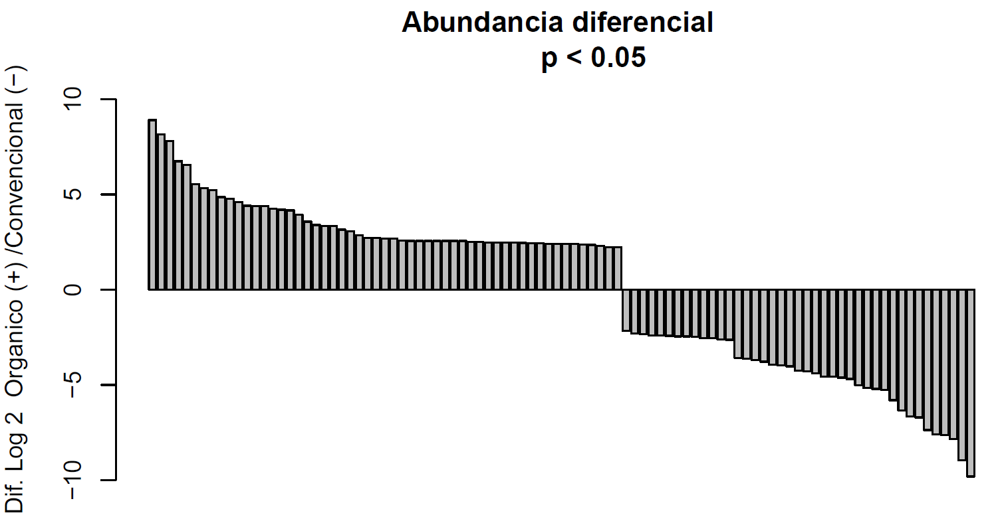 Abundancia diferencial
p < 0.05
Dif. Log 2  Organico (+) /Convencional (−)
10
5
0
−5
−10